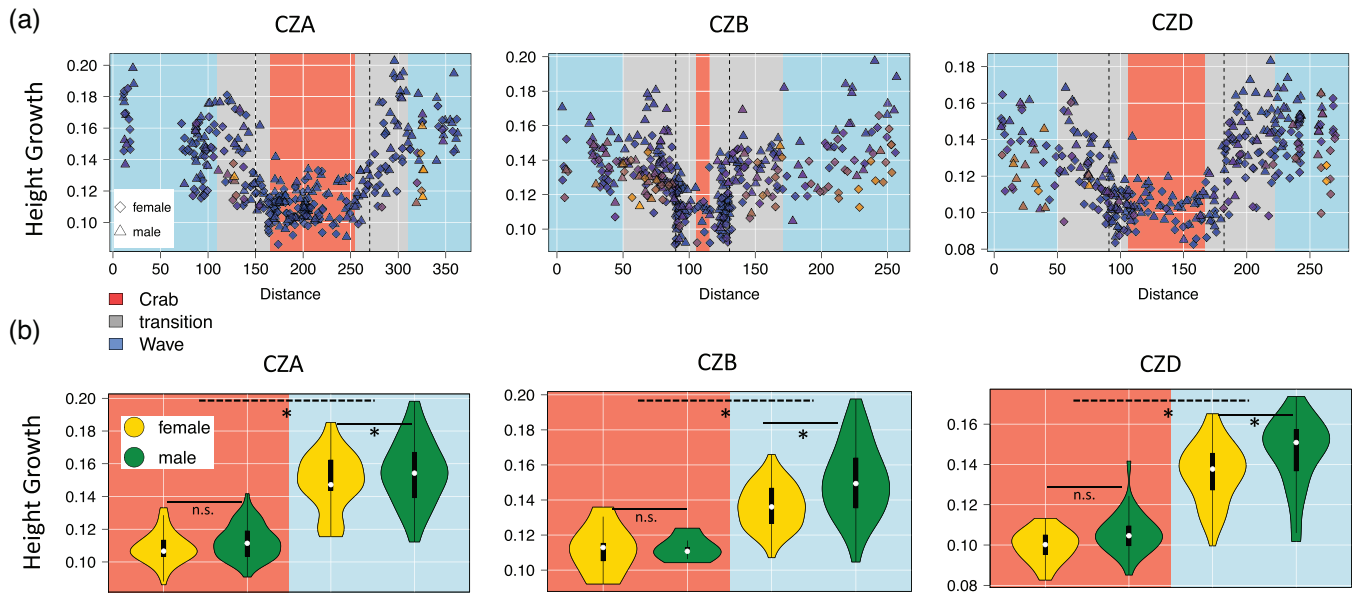 (a)
CZA
CZB
CZD
Height Growth
0.20
0.18
0.16
0.14
0.12
0.10
female
male
0 50 100 150 200 250 300 350
Distance
0.20
0.18
0.16
0.14
0.12
0.10
0 50 100 150 200 250
Distance
0.18
0.16
0.14
0.12
0.10
0.08
0 50 100 150 200 250
Distance
Crab
transition
Wave
(b)
CZA
CZB
CZD
Height Growth
0.20
0.18
0.16
0.14
0.12
0.10
female
male
*
*
n.s.
0.20
0.18
0.16
0.14
0.12
0.10
*
*
n.s.
0.16
0.14
0.12
0.10
0.08
*
*
n.s.